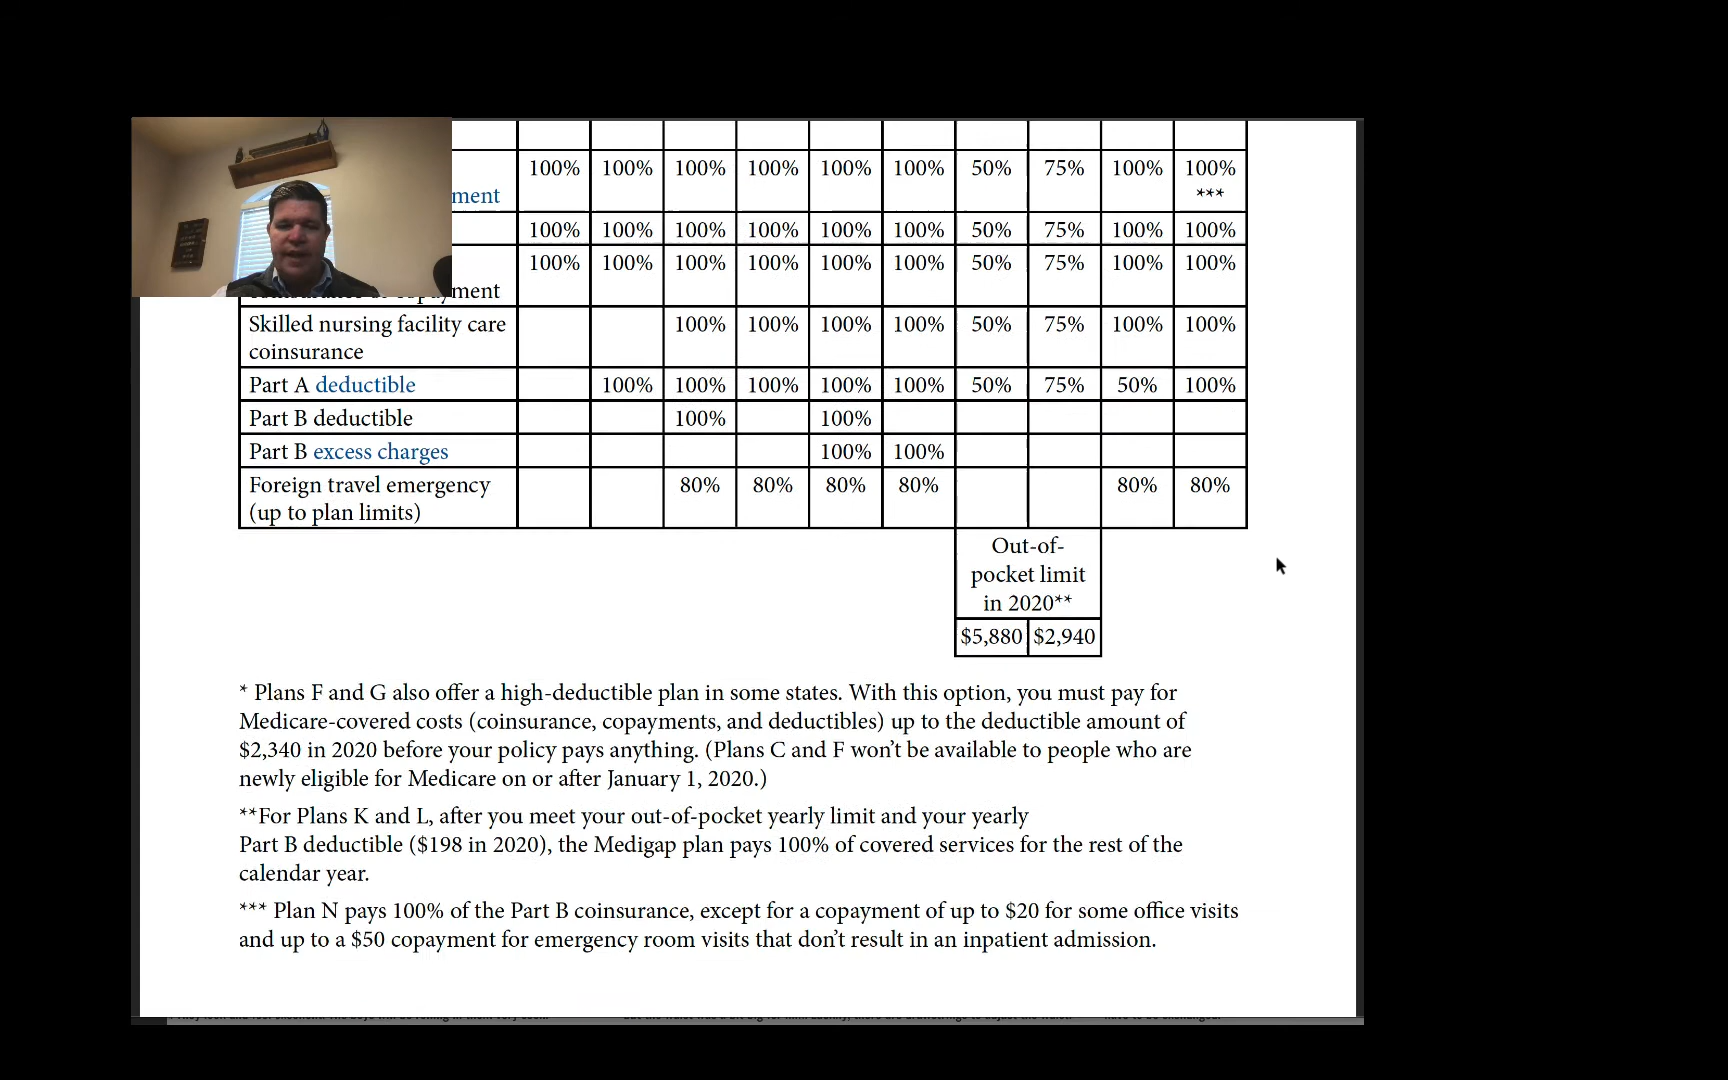 100% 100% 100% 100% 100% 100% 50% 75% 100% 100%
ment ***
100% 100% 100% 100% 100% 100% 50% 75% 100% 100%
100% 100% 100% 100% 100% 100% 50% 75% 100% 100%
ment
Skilled nursing facility care 100% 100% 100% 100% 50% 75% 100% 100%
coinsurance
Part A deductible 100% 100% 100% 100% 100% 50% 75% 50% 100%
Part B deductible 100% 100%
Part B excess charges 100% 100%
Foreign travel emergency 80% 80% 80% 80% 80% 80%
(up to plan limits)
Out-of-
pocket limit
in 2020**
$5,880 $2,940
* Plans F and G also offer a high-deductible plan in some states. With this option, you must pay for
Medicare-covered costs (coinsurance, copayments, and deductibles) up to the deductible amount of
$2,340 in 2020 before your policy pays anything. (Plans C and F won't be available to people who are
newly eligible for Medicare on or after January 1, 2020.)
**For Plans K and L, after you meet your out-of-pocket yearly limit and your yearly
Part B deductible ($198 in 2020), the Medigap plan pays 100% of covered services for the rest of the
calendar year.
*** Plan N pays 100% of the Part B coinsurance, except for a copayment of up to $20 for some office visits
and up to a $50 copayment for emergency room visits that don't result in an inpatient admission.